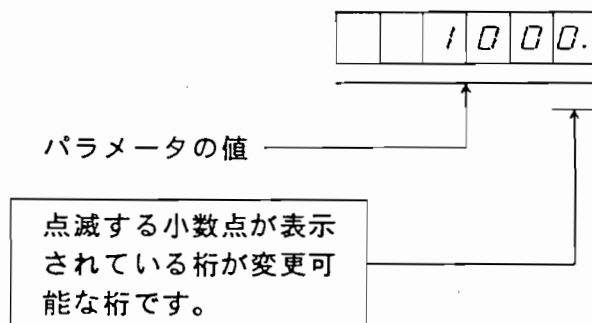 1000.
パラメータの値
点滅する小数点が表示
されている桁が変更可
能な桁です。